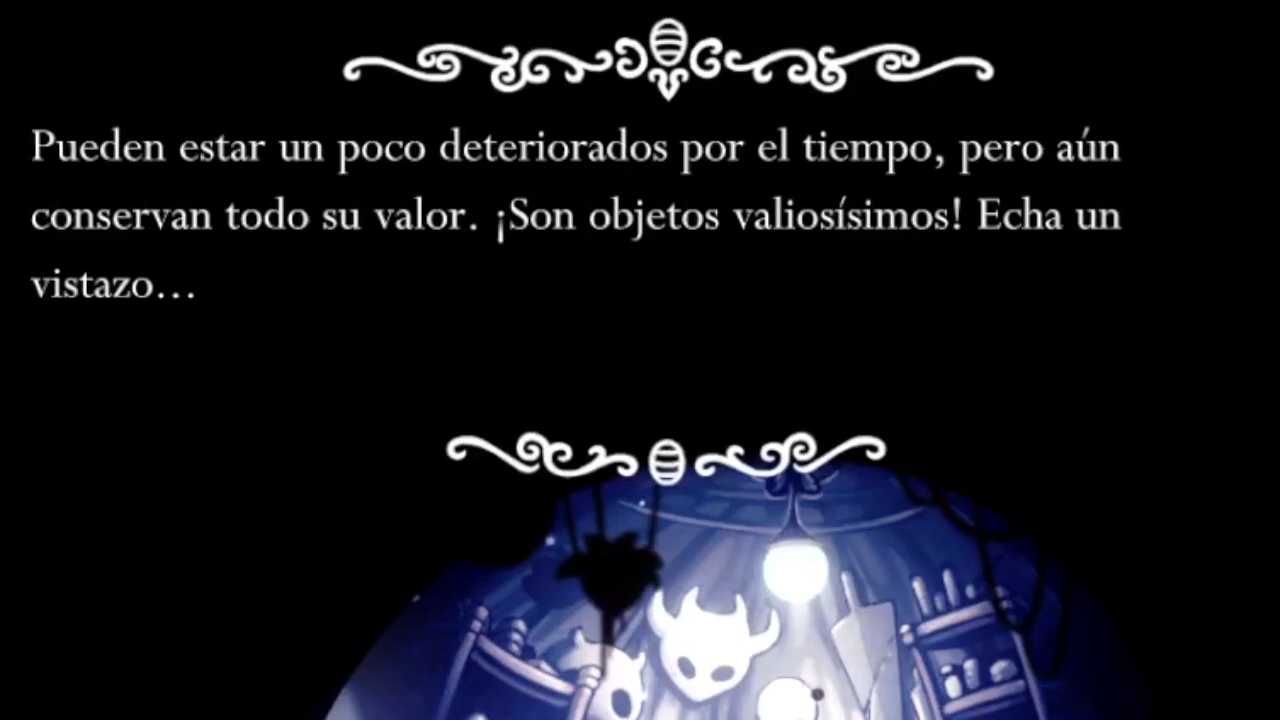 Pueden estar un poco deteriorados por el tiempo, pero aún
conservan todo su valor. ¡Son objetos valiosísimos! Echa un
vistazo…